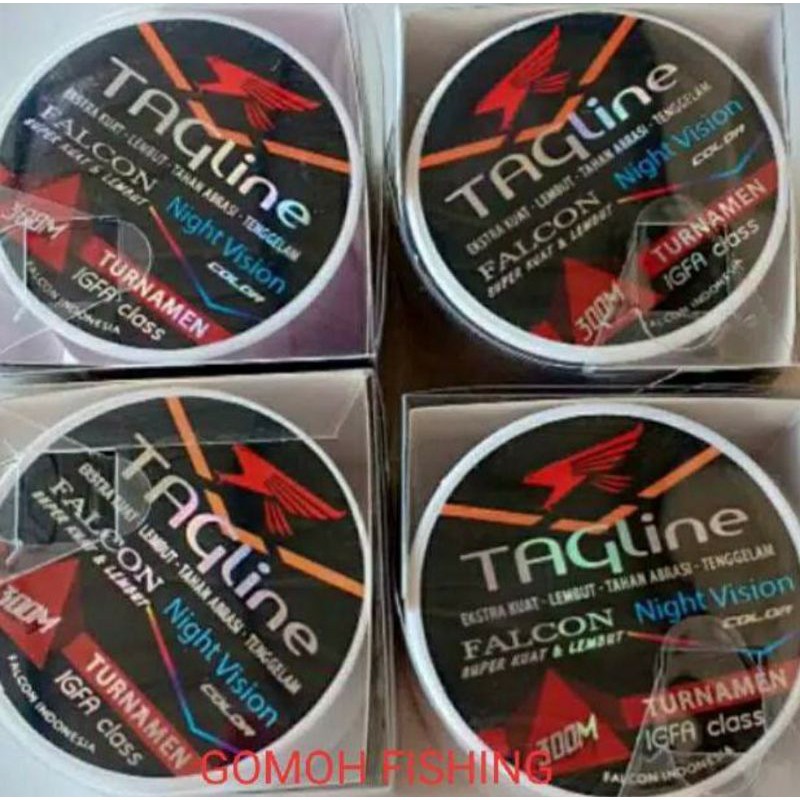 TAGline
EKSTRA KUAT - LEMBUT - TAHAN ABRASI - TENGGELAM
FALCON
SUPER KUAT & LEMBUT
Night Vision
COLOR
300M
TURNAMEN
IGFA class
FALCON INDONESIA
TAGline
EKSTRA KUAT - LEMBUT - TAHAN ABRASI - TENGGELAM
FALCON
SUPER KUAT & LEMBUT
Night Vision
COLOR
300M
TURNAMEN
IGFA class
FALCON INDONESIA
TAGline
EKSTRA KUAT - LEMBUT - TAHAN ABRASI - TENGGELAM
FALCON
SUPER KUAT & LEMBUT
Night Vision
COLOR
300M
TURNAMEN
IGFA class
FALCON INDONESIA
TAGline
EKSTRA KUAT - LEMBUT - TAHAN ABRASI - TENGGELAM
FALCON
SUPER KUAT & LEMBUT
Night Vision
COLOR
300M
TURNAMEN
IGFA class
FALCON INDONESIA
GOMOH FISHING